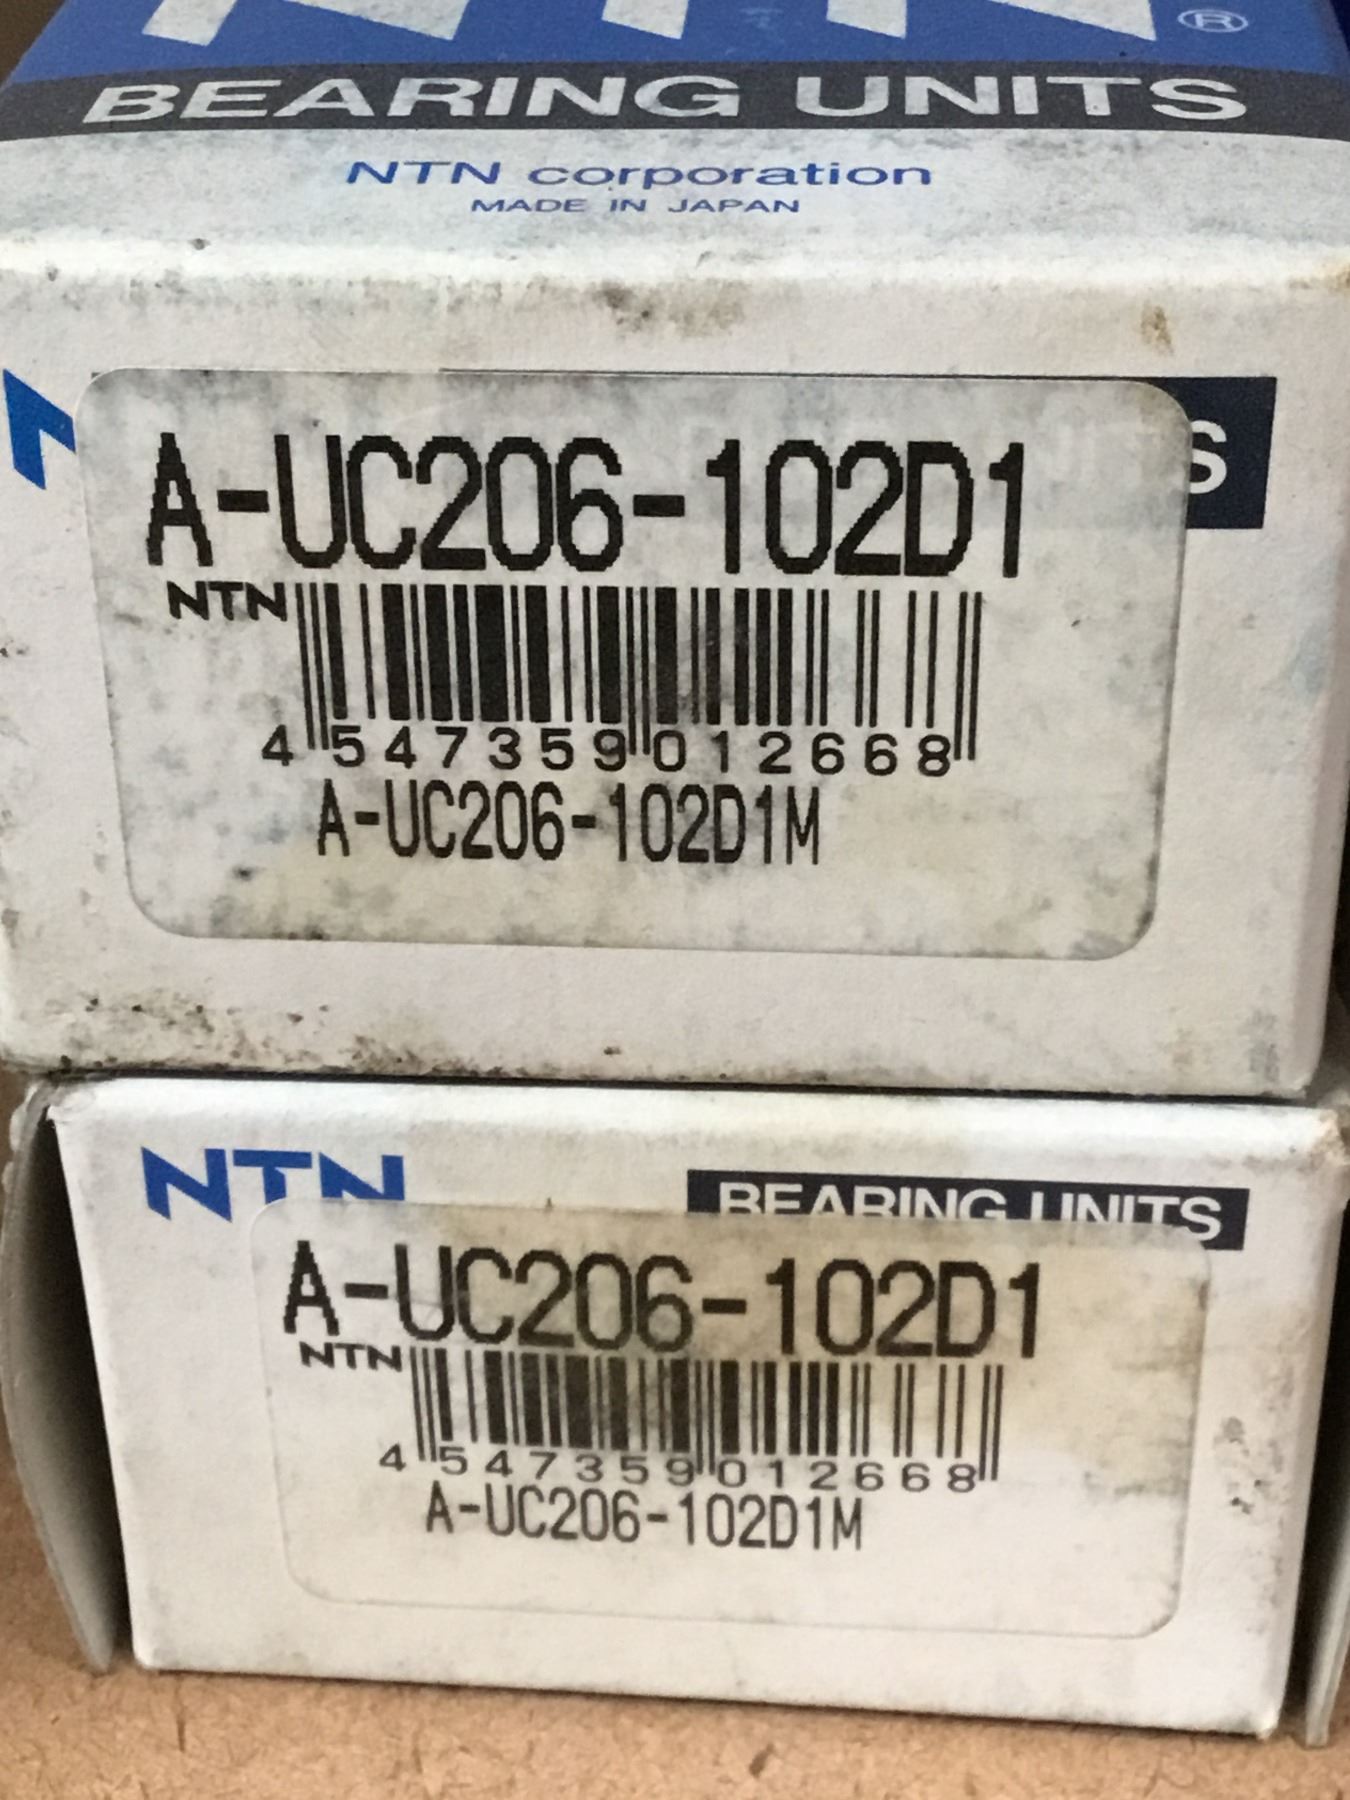 NTN ®
BEARING UNITS
NTN corporation
MADE IN JAPAN
S
A-UC206-102D1
NTN
4 547359 012668
A-UC206-102D1M
NTN
BEARING UNITS
A-UC206-102D1
NTN
4 547359 012668
A-UC206-102D1M